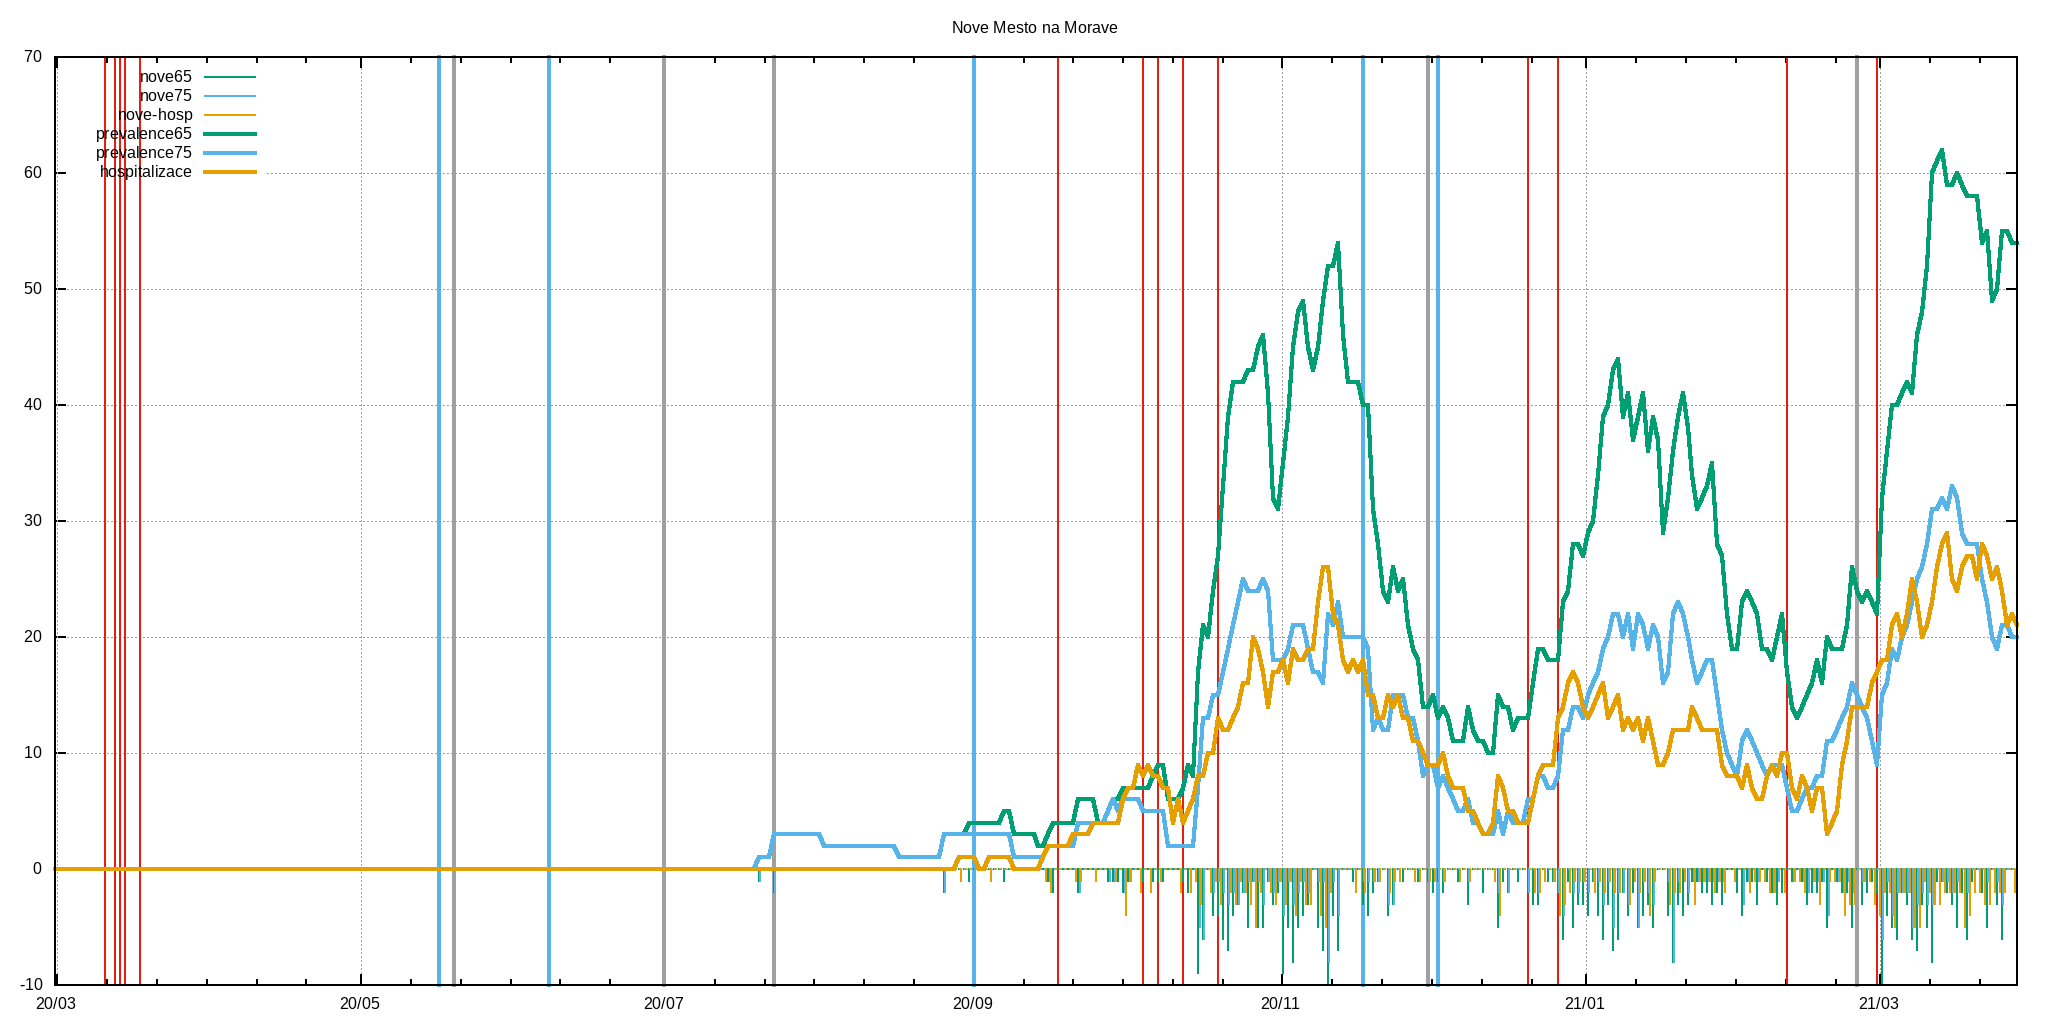 Nove Mesto na Morave
70
60
50
40
30
20
10
0
-10
nove65
nove75
nove-hosp
prevalence65
prevalence75
hospitalizace
20/03 20/05 20/07 20/09 20/11 21/01 21/03